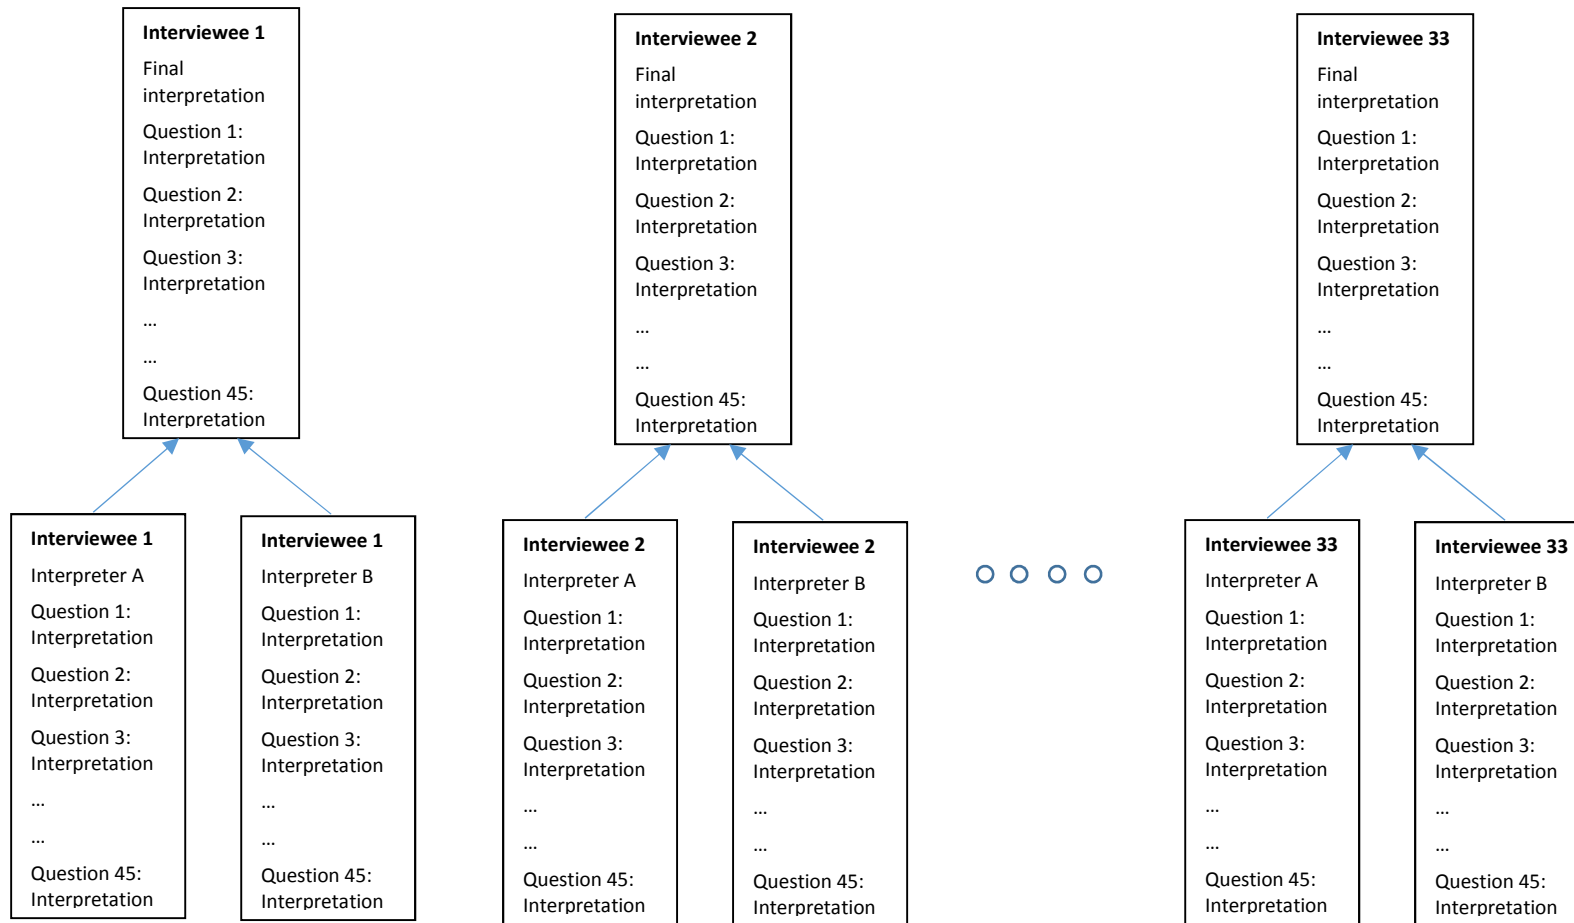 Interviewee 1
Final
interpretation
Question 1:
Interpretation
Question 2:
Interpretation
Question 3:
Interpretation
...
...
Question 45:
Interpretation
Interviewee 2
Final
interpretation
Question 1:
Interpretation
Question 2:
Interpretation
Question 3:
Interpretation
...
...
Question 45:
Interpretation
Interviewee 33
Final
interpretation
Question 1:
Interpretation
Question 2:
Interpretation
Question 3:
Interpretation
...
...
Question 45:
Interpretation
Interviewee 1
Interpreter A
Question 1:
Interpretation
Question 2:
Interpretation
Question 3:
Interpretation
...
...
Question 45:
Interpretation
Interviewee 1
Interpreter B
Question 1:
Interpretation
Question 2:
Interpretation
Question 3:
Interpretation
...
...
Question 45:
Interpretation
Interviewee 2
Interpreter A
Question 1:
Interpretation
Question 2:
Interpretation
Question 3:
Interpretation
...
...
Question 45:
Interpretation
Interviewee 2
Interpreter B
Question 1:
Interpretation
Question 2:
Interpretation
Question 3:
Interpretation
...
...
Question 45:
Interpretation
Interviewee 33
Interpreter A
Question 1:
Interpretation
Question 2:
Interpretation
Question 3:
Interpretation
...
...
Question 45:
Interpretation
Interviewee 33
Interpreter B
Question 1:
Interpretation
Question 2:
Interpretation
Question 3:
Interpretation
...
...
Question 45:
Interpretation